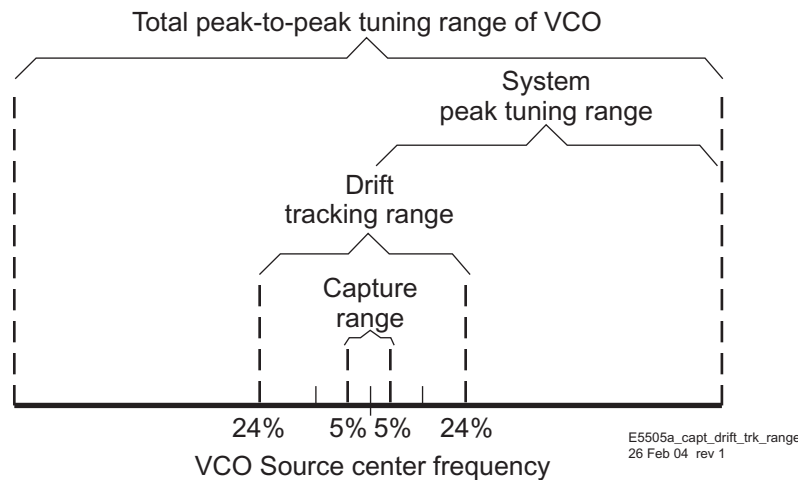 Total peak-to-peak tuning range of VCO
System
peak tuning range
Drift
tracking range
Capture
range
24% 5% 5% 24%
VCO Source center frequency
E5505a_capt_drift_trk_range
26 Feb 04 rev 1